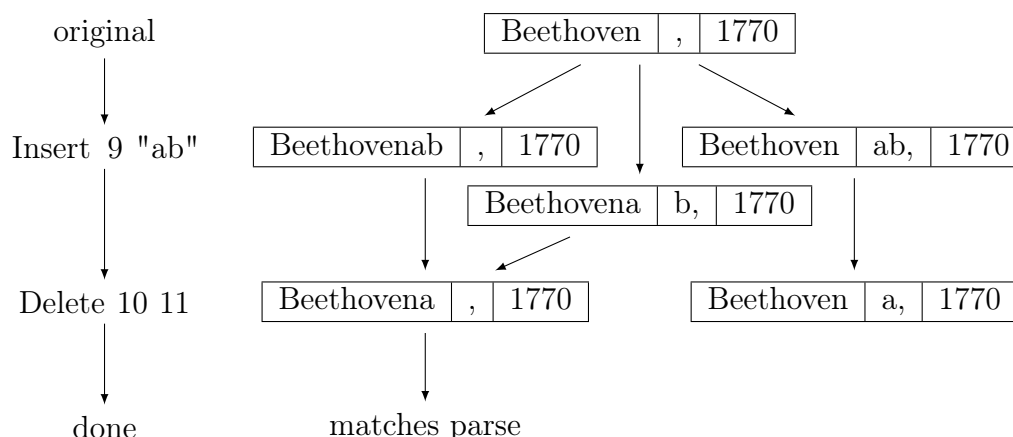 original
Beethoven , 1770
Insert 9 "ab"
Beethovenab , 1770
Beethoven ab, 1770
Beethovena b, 1770
Delete 10 11
Beethovena , 1770
Beethoven a, 1770
done
matches parse